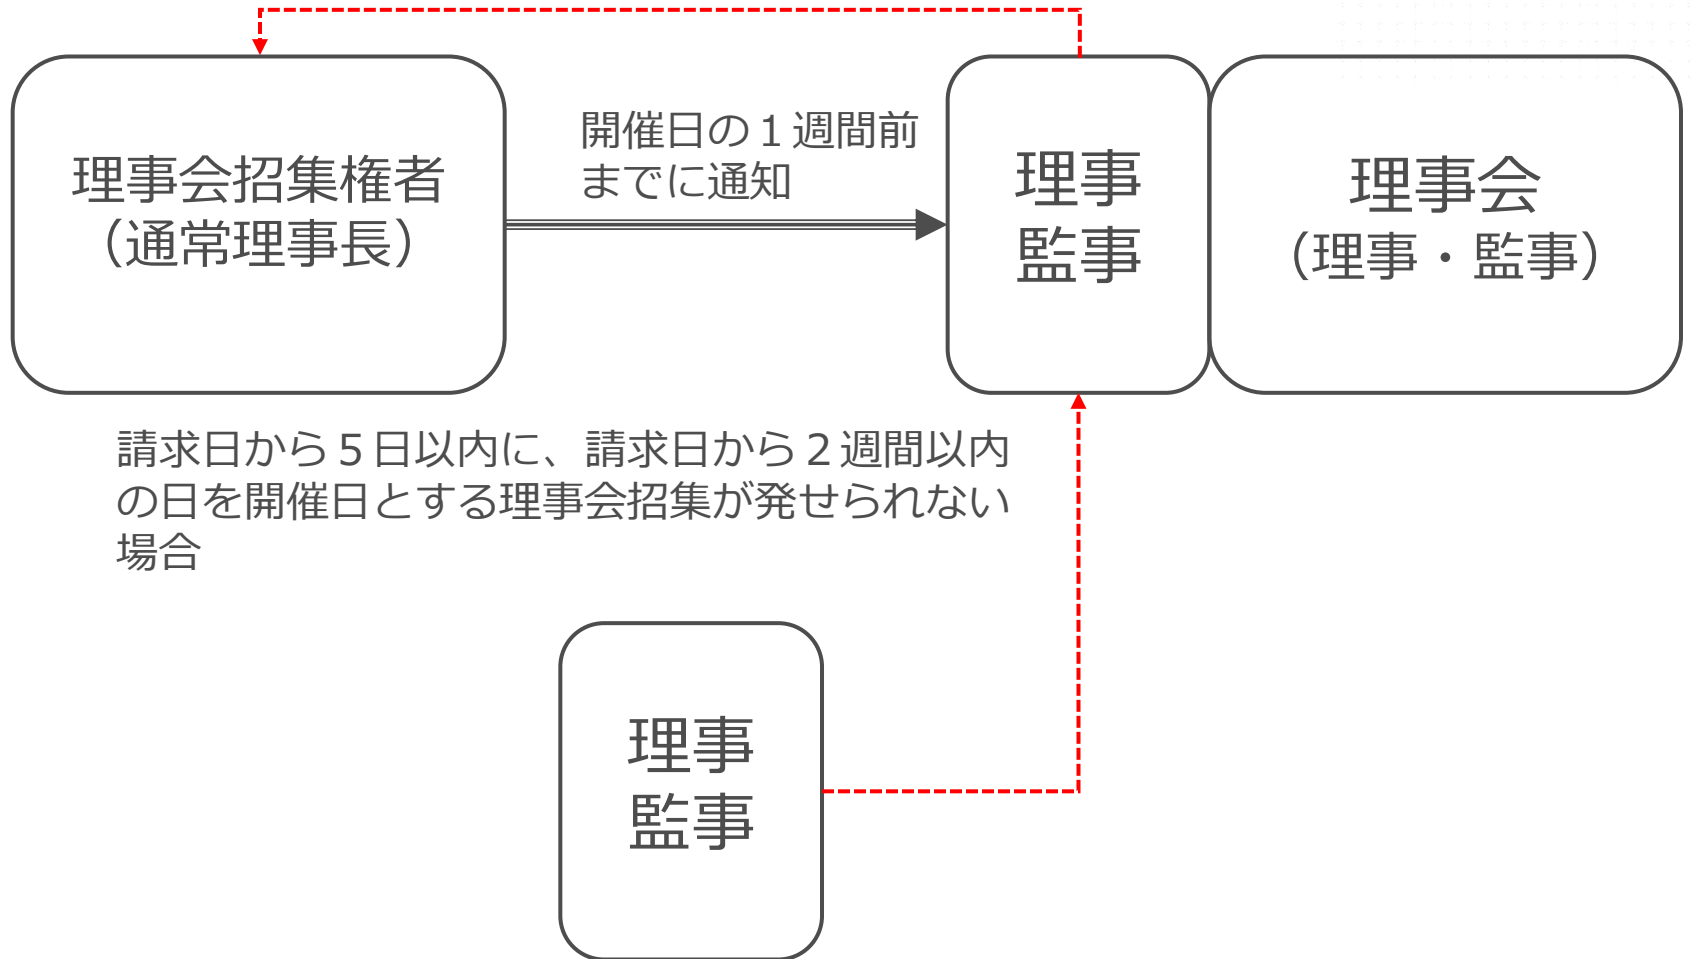 理事会招集権者
（通常理事長）
開催日の１週間前
までに通知
理事
監事
理事会
（理事・監事）
請求日から５日以内に、請求日から２週間以内
の日を開催日とする理事会招集が発せられない
場合
理事
監事